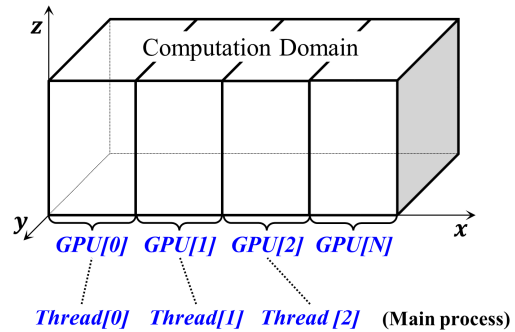 z
Computation Domain
y
x
GPU[0] GPU[1] GPU[2] GPU[N]
Thread[0] Thread[1] Thread [2] (Main process)